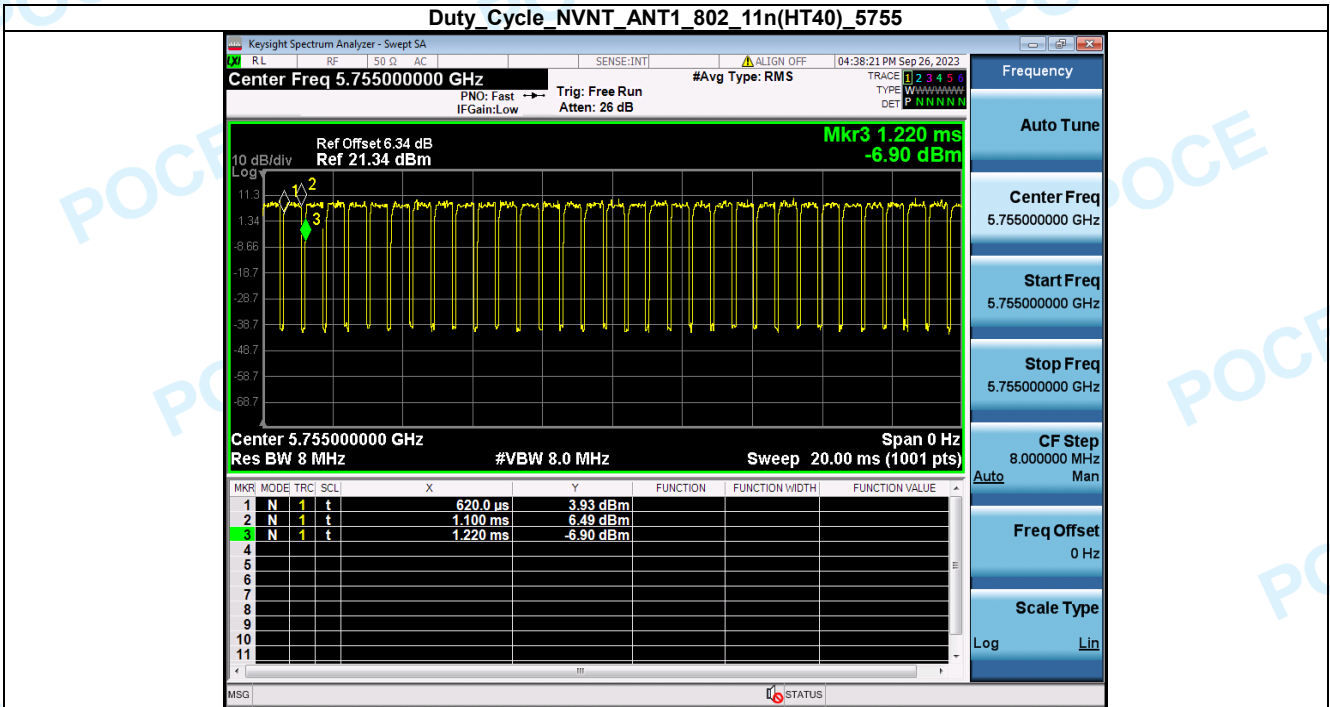 Duty_Cycle_NVNT_ANT1_802_11n(HT40)_5755
Keysight Spectrum Analyzer - Swept SA
LXI RL RF 50 Ω AC SENSE:INT ALIGN OFF 04:38:21 PM Sep 26, 2023
Center Freq 5.755000000 GHz
#Avg Type: RMS
TRACE 1 2 3 4 5 6
TYPE WWWWWW
DET P N N N N N
PNO: Fast
IFGain:Low
Trig: Free Run
Atten: 26 dB
Mkr3 1.220 ms
-6.90 dBm
Ref Offset 6.34 dB
10 dB/div Ref 21.34 dBm
Log
1 2
3
11.3
1.34
-8.66
-18.7
-28.7
-38.7
-48.7
-58.7
-68.7
Center 5.755000000 GHz Span 0 Hz
Res BW 8 MHz #VBW 8.0 MHz Sweep 20.00 ms (1001 pts)
MKR MODE TRC SCL X Y FUNCTION FUNCTION WIDTH FUNCTION VALUE
1 N 1 t 620.0 µs 3.93 dBm
2 N 1 t 1.100 ms 6.49 dBm
3 N 1 t 1.220 ms -6.90 dBm
4
5
6
7
8
9
10
11
MSG STATUS
Frequency
Auto Tune
Center Freq
5.755000000 GHz
Start Freq
5.755000000 GHz
Stop Freq
5.755000000 GHz
CF Step
8.000000 MHz
Auto Man
Freq Offset
0 Hz
Scale Type
Log Lin
POCE
POCE
POCE